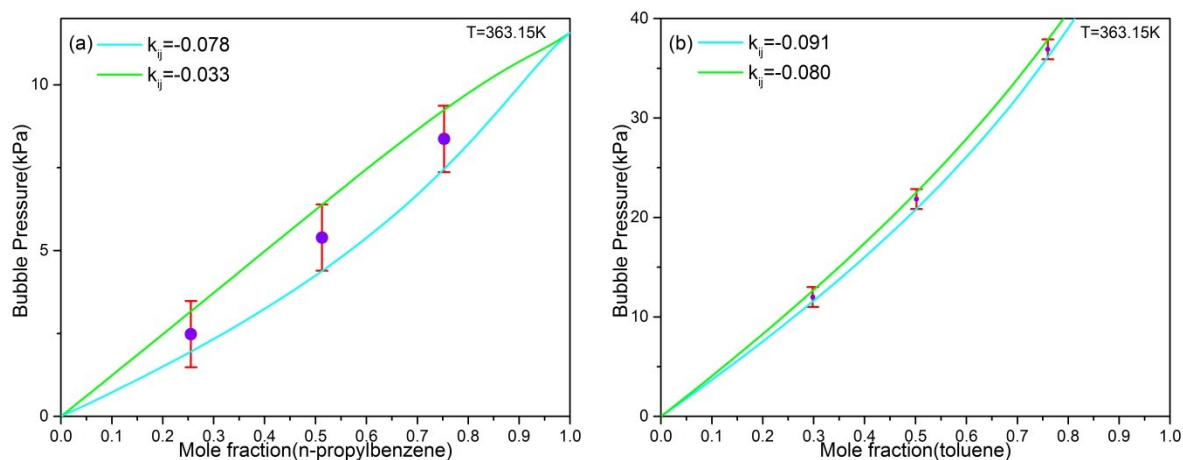 (a)
T=363.15K
kij=-0.078
kij=-0.033
10
5
0
Bubble Pressure(kPa)
0.0 0.1 0.2 0.3 0.4 0.5 0.6 0.7 0.8 0.9 1.0
Mole fraction(n-propylbenzene)
(b)
T=363.15K
kij=-0.091
kij=-0.080
40
30
20
10
0
Bubble Pressure(kPa)
0.0 0.1 0.2 0.3 0.4 0.5 0.6 0.7 0.8 0.9 1.0
Mole fraction(toluene)